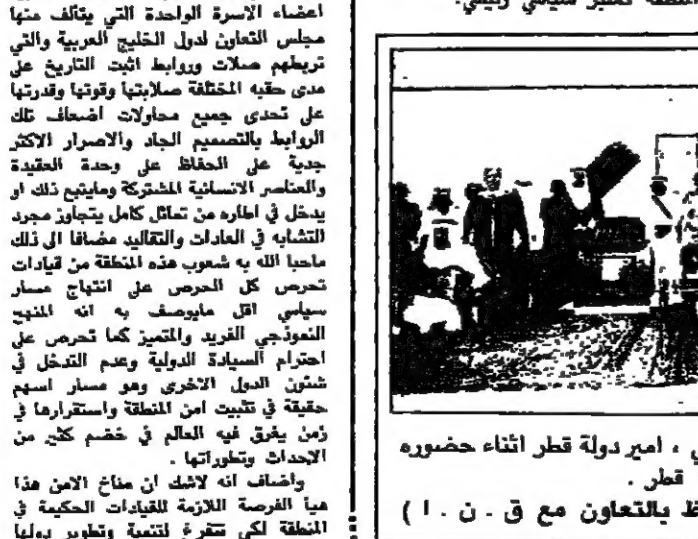 المنطقة كمنبر سياسي رئيسي.
اعضاء الاسرة الواحدة التي يتألف منها
مجلس التعاون لدول الخليج العربية والتي
تربطهم صلات وروابط اثبت التاريخ على
مدى حقبه المختلفة صلابتها وقوتها وقدرتها
على تحدى جميع محاولات اضعاف تلك
الروابط بالتصميم الجاد والاصرار الاكثر
جدية على الحفاظ على وحدة العقيدة
والعناصر الانسانية المشتركة ومايتبع ذلك او
يدخل في اطاره من تماثل كامل يتجاوز مجرد
التشابه في العادات والتقاليد مضافا الى ذلك
ماحبا الله به شعوب هذه المنطقة من قيادات
تحرص كل الحرص على انتهاج مسار
سياسي اقل مايوصف به انه المنهج
النموذجي الفريد والمتميز كما تحرص على
احترام السيادة الدولية وعدم التدخل في
شئون الدول الاخرى وهو مسار اسهم
حقيقة في تثبيت امن المنطقة واستقرارها في
زمن يغرق فيه العالم في خضم كثير من
الاحداث وتطوراتها .
واضاف انه لاشك ان مناخ الامن هذا
هيا الفرصة اللازمة للقيادات الحكيمة في
المنطقة لكي تتفرغ لتنمية وتطوير دولها
ي ، امير دولة قطر اثناء حضوره
قطر .
ظ بالتعاون مع ق . ن . ا )